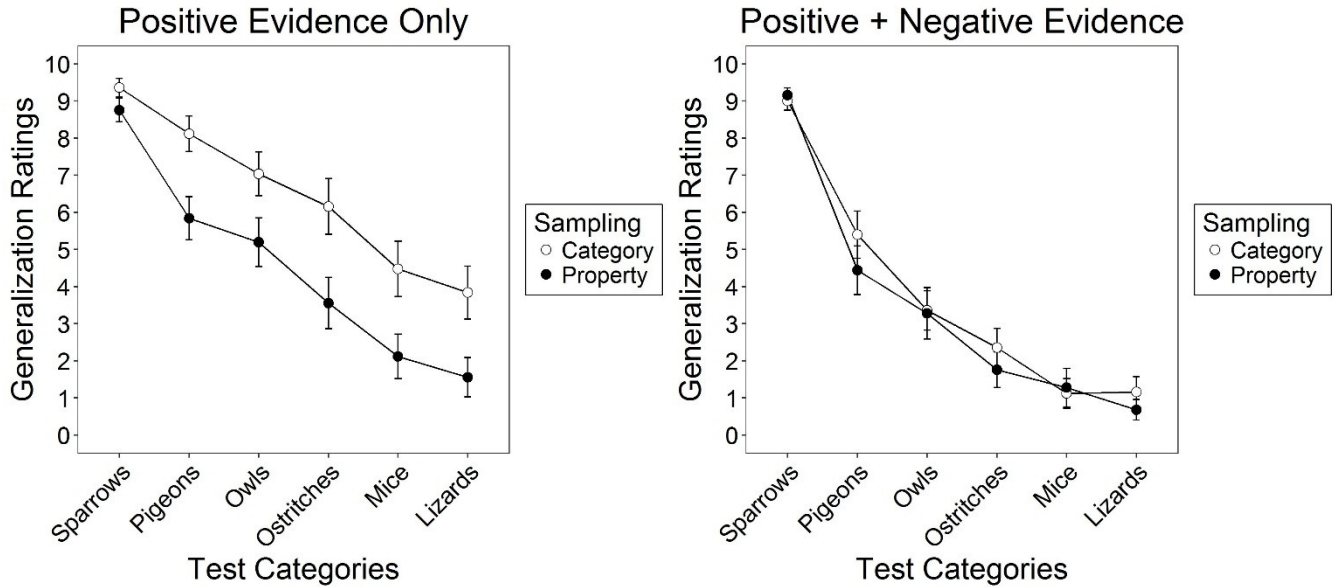 Positive Evidence Only
Generalization Ratings
10
9
8
7
6
5
4
3
2
1
0
Sparrows
Pigeons
Owls
Ostritches
Mice
Lizards
Test Categories
Sampling
Category
Property
Positive + Negative Evidence
Generalization Ratings
10
9
8
7
6
5
4
3
2
1
0
Sparrows
Pigeons
Owls
Ostritches
Mice
Lizards
Test Categories
Sampling
Category
Property